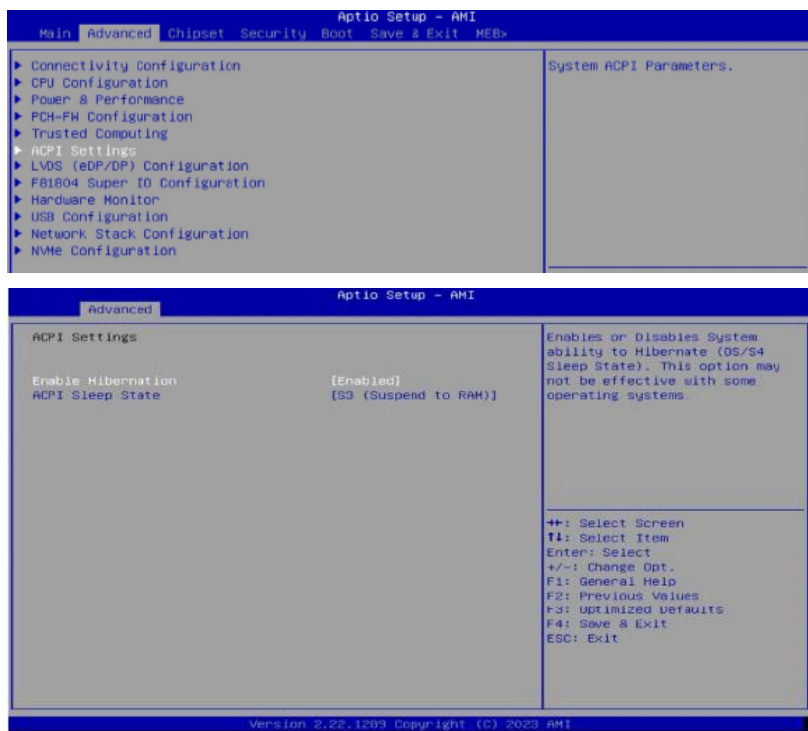 Aptio Setup – AMI
Main Advanced Chipset Security Boot Save & Exit MEBx
Connectivity Configuration
System ACPI Parameters.
CPU Configuration
Power & Performance
PCH-FW Configuration
Trusted Computing
ACPI Settings
LVDS (eDP/DP) Configuration
F81804 Super IO Configuration
Hardware Monitor
USB Configuration
Network Stack Configuration
NVMe Configuration
Aptio Setup – AMI
Advanced
ACPI Settings
Enable Hibernation [Enabled]
ACPI Sleep State [S3 (Suspend to RAM)]
Enables or Disables System
ability to Hibernate (OS/S4
Sleep State). This option may
not be effective with some
operating systems.
→←: Select Screen
↑↓: Select Item
Enter: Select
+/-: Change Opt.
F1: General Help
F2: Previous Values
F3: Optimized Defaults
F4: Save & Exit
ESC: Exit
Version 2.22.1289 Copyright (C) 2023 AMI